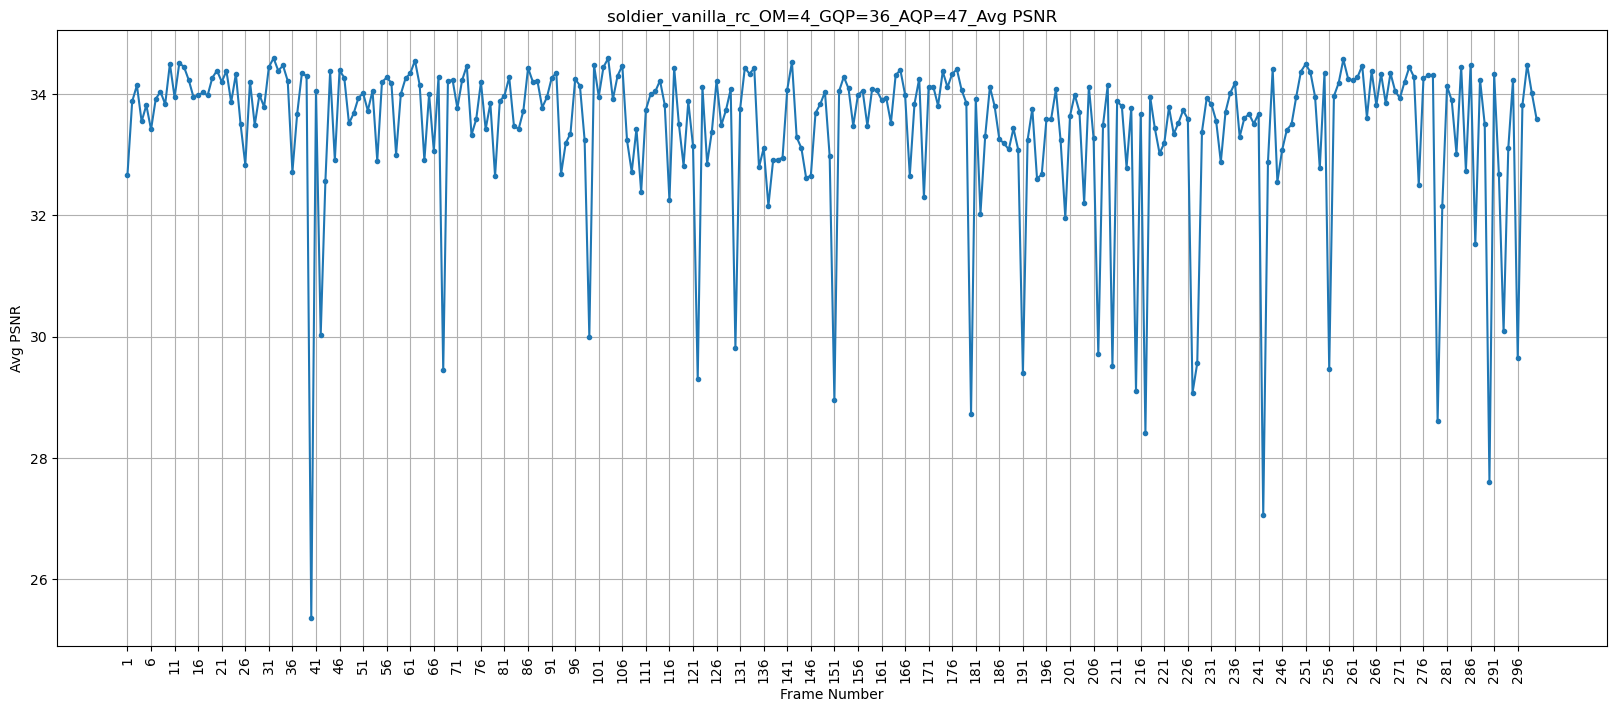 soldier_vanilla_rc_OM=4_GQP=36_AQP=47_Avg PSNR
34
32
30
28
26
Avg PSNR
1 6 11 16 21 26 31 36 41 46 51 56 61 66 71 76 81 86 91 96 101 106 111 116 121 126 131 136 141 146 151 156 161 166 171 176 181 186 191 196 201 206 211 216 221 226 231 236 241 246 251 256 261 266 271 276 281 286 291 296
Frame Number